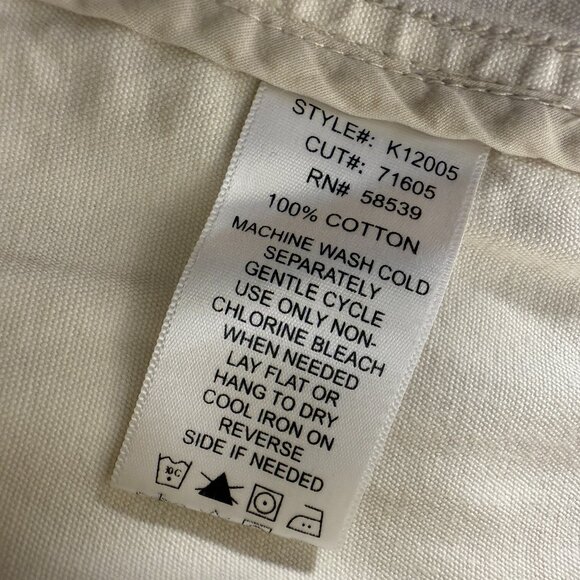 STYLE#: K12005
CUT#: 71605
RN# 58539
100% COTTON
MACHINE WASH COLD
SEPARATELY
GENTLE CYCLE
USE ONLY NON-
CHLORINE BLEACH
WHEN NEEDED
LAY FLAT OR
HANG TO DRY
COOL IRON ON
REVERSE
SIDE IF NEEDED